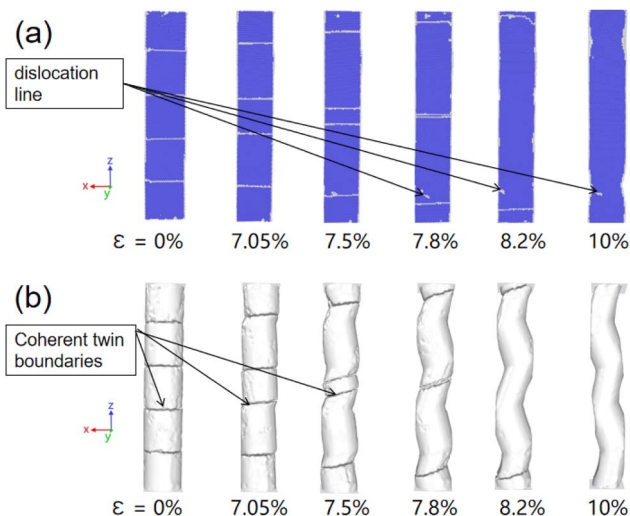 (a)
dislocation
line
z
x
y
Ɛ = 0% 7.05% 7.5% 7.8% 8.2% 10%
(b)
Coherent twin
boundaries
z
x
y
Ɛ = 0% 7.05% 7.5% 7.8% 8.2% 10%